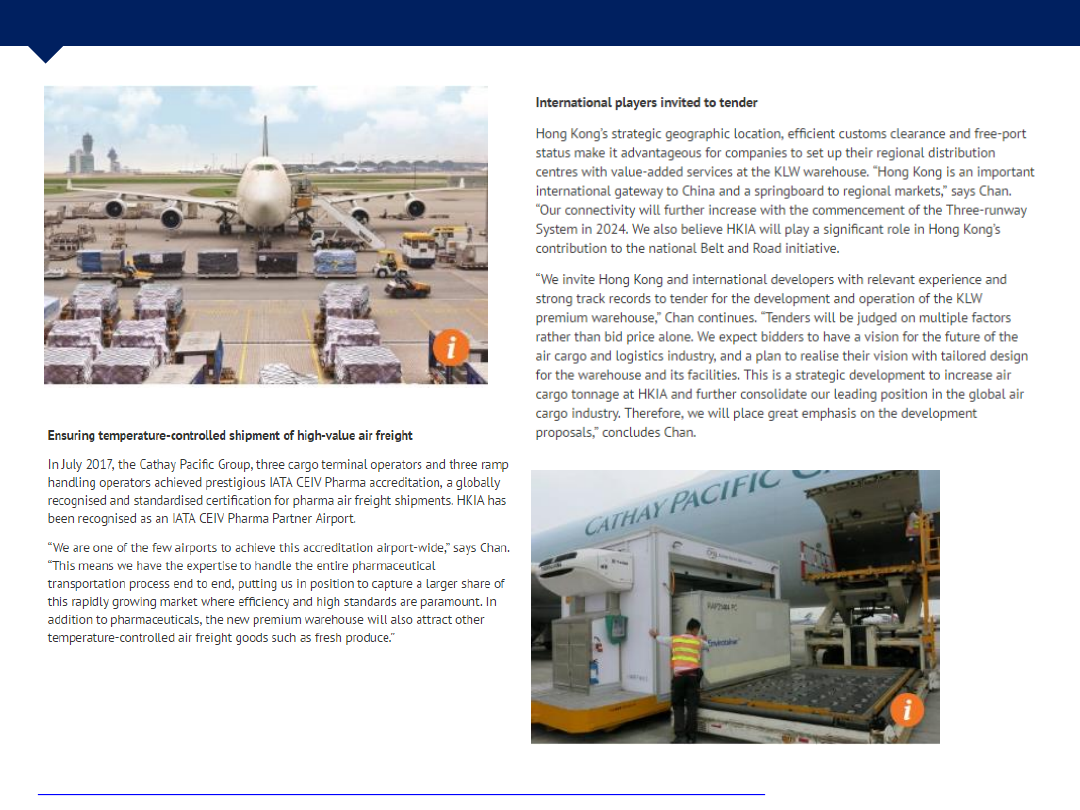 Ensuring temperature-controlled shipment of high-value air freight
In July 2017, the Cathay Pacific Group, three cargo terminal operators and three ramp
handling operators achieved prestigious IATA CEIV Pharma accreditation, a globally
recognised and standardised certification for pharma air freight shipments. HKIA has
been recognised as an IATA CEIV Pharma Partner Airport.
“We are one of the few airports to achieve this accreditation airport-wide,” says Chan.
“This means we have the expertise to handle the entire pharmaceutical
transportation process end to end, putting us in position to capture a larger share of
this rapidly growing market where efficiency and high standards are paramount. In
addition to pharmaceuticals, the new premium warehouse will also attract other
temperature-controlled air freight goods such as fresh produce.”
International players invited to tender
Hong Kong’s strategic geographic location, efficient customs clearance and free-port
status make it advantageous for companies to set up their regional distribution
centres with value-added services at the KLW warehouse. “Hong Kong is an important
international gateway to China and a springboard to regional markets,” says Chan.
“Our connectivity will further increase with the commencement of the Three-runway
System in 2024. We also believe HKIA will play a significant role in Hong Kong’s
contribution to the national Belt and Road initiative.
“We invite Hong Kong and international developers with relevant experience and
strong track records to tender for the development and operation of the KLW
premium warehouse,” Chan continues. “Tenders will be judged on multiple factors
rather than bid price alone. We expect bidders to have a vision for the future of the
air cargo and logistics industry, and a plan to realise their vision with tailored design
for the warehouse and its facilities. This is a strategic development to increase air
cargo tonnage at HKIA and further consolidate our leading position in the global air
cargo industry. Therefore, we will place great emphasis on the development
proposals,” concludes Chan.
CATHAY PACIFIC C
Envirotainer